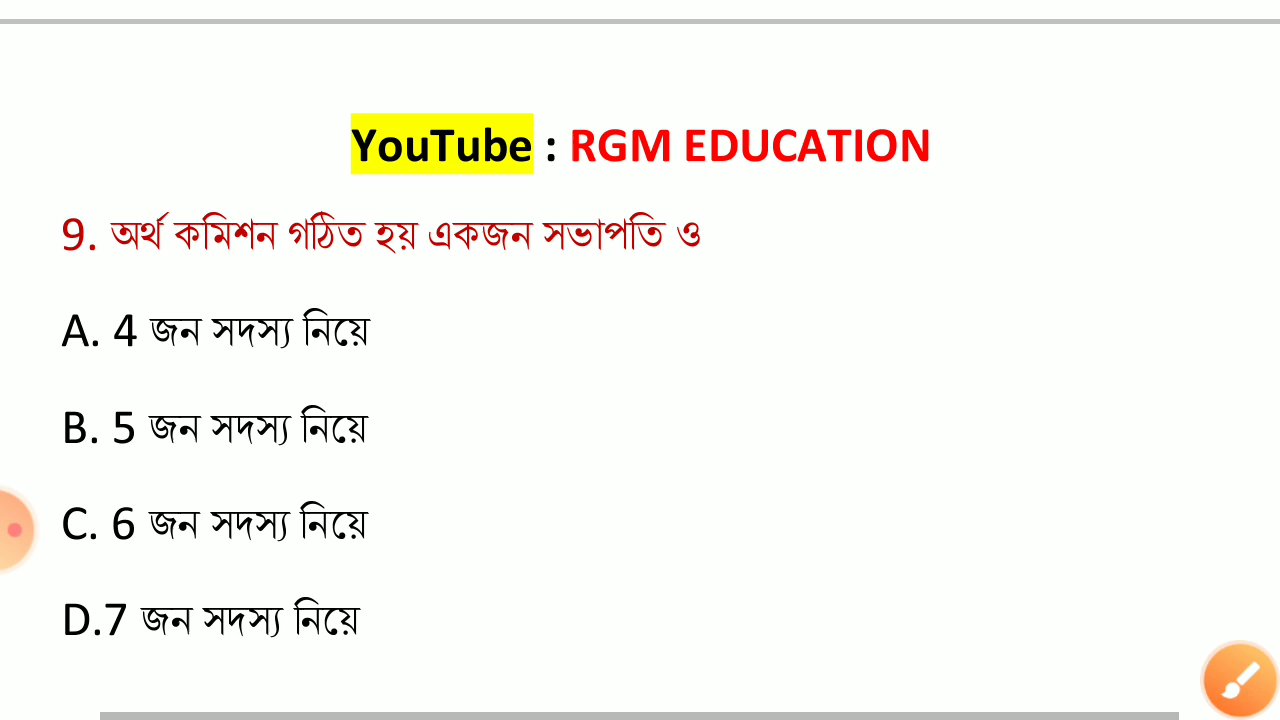 YouTube : RGM EDUCATION
9. অর্থ কমিশন গঠিত হয় একজন সভাপতি ও
A. 4 জন সদস্য নিয়ে
B. 5 জন সদস্য নিয়ে
C. 6 জন সদস্য নিয়ে
D.7 জন সদস্য নিয়ে